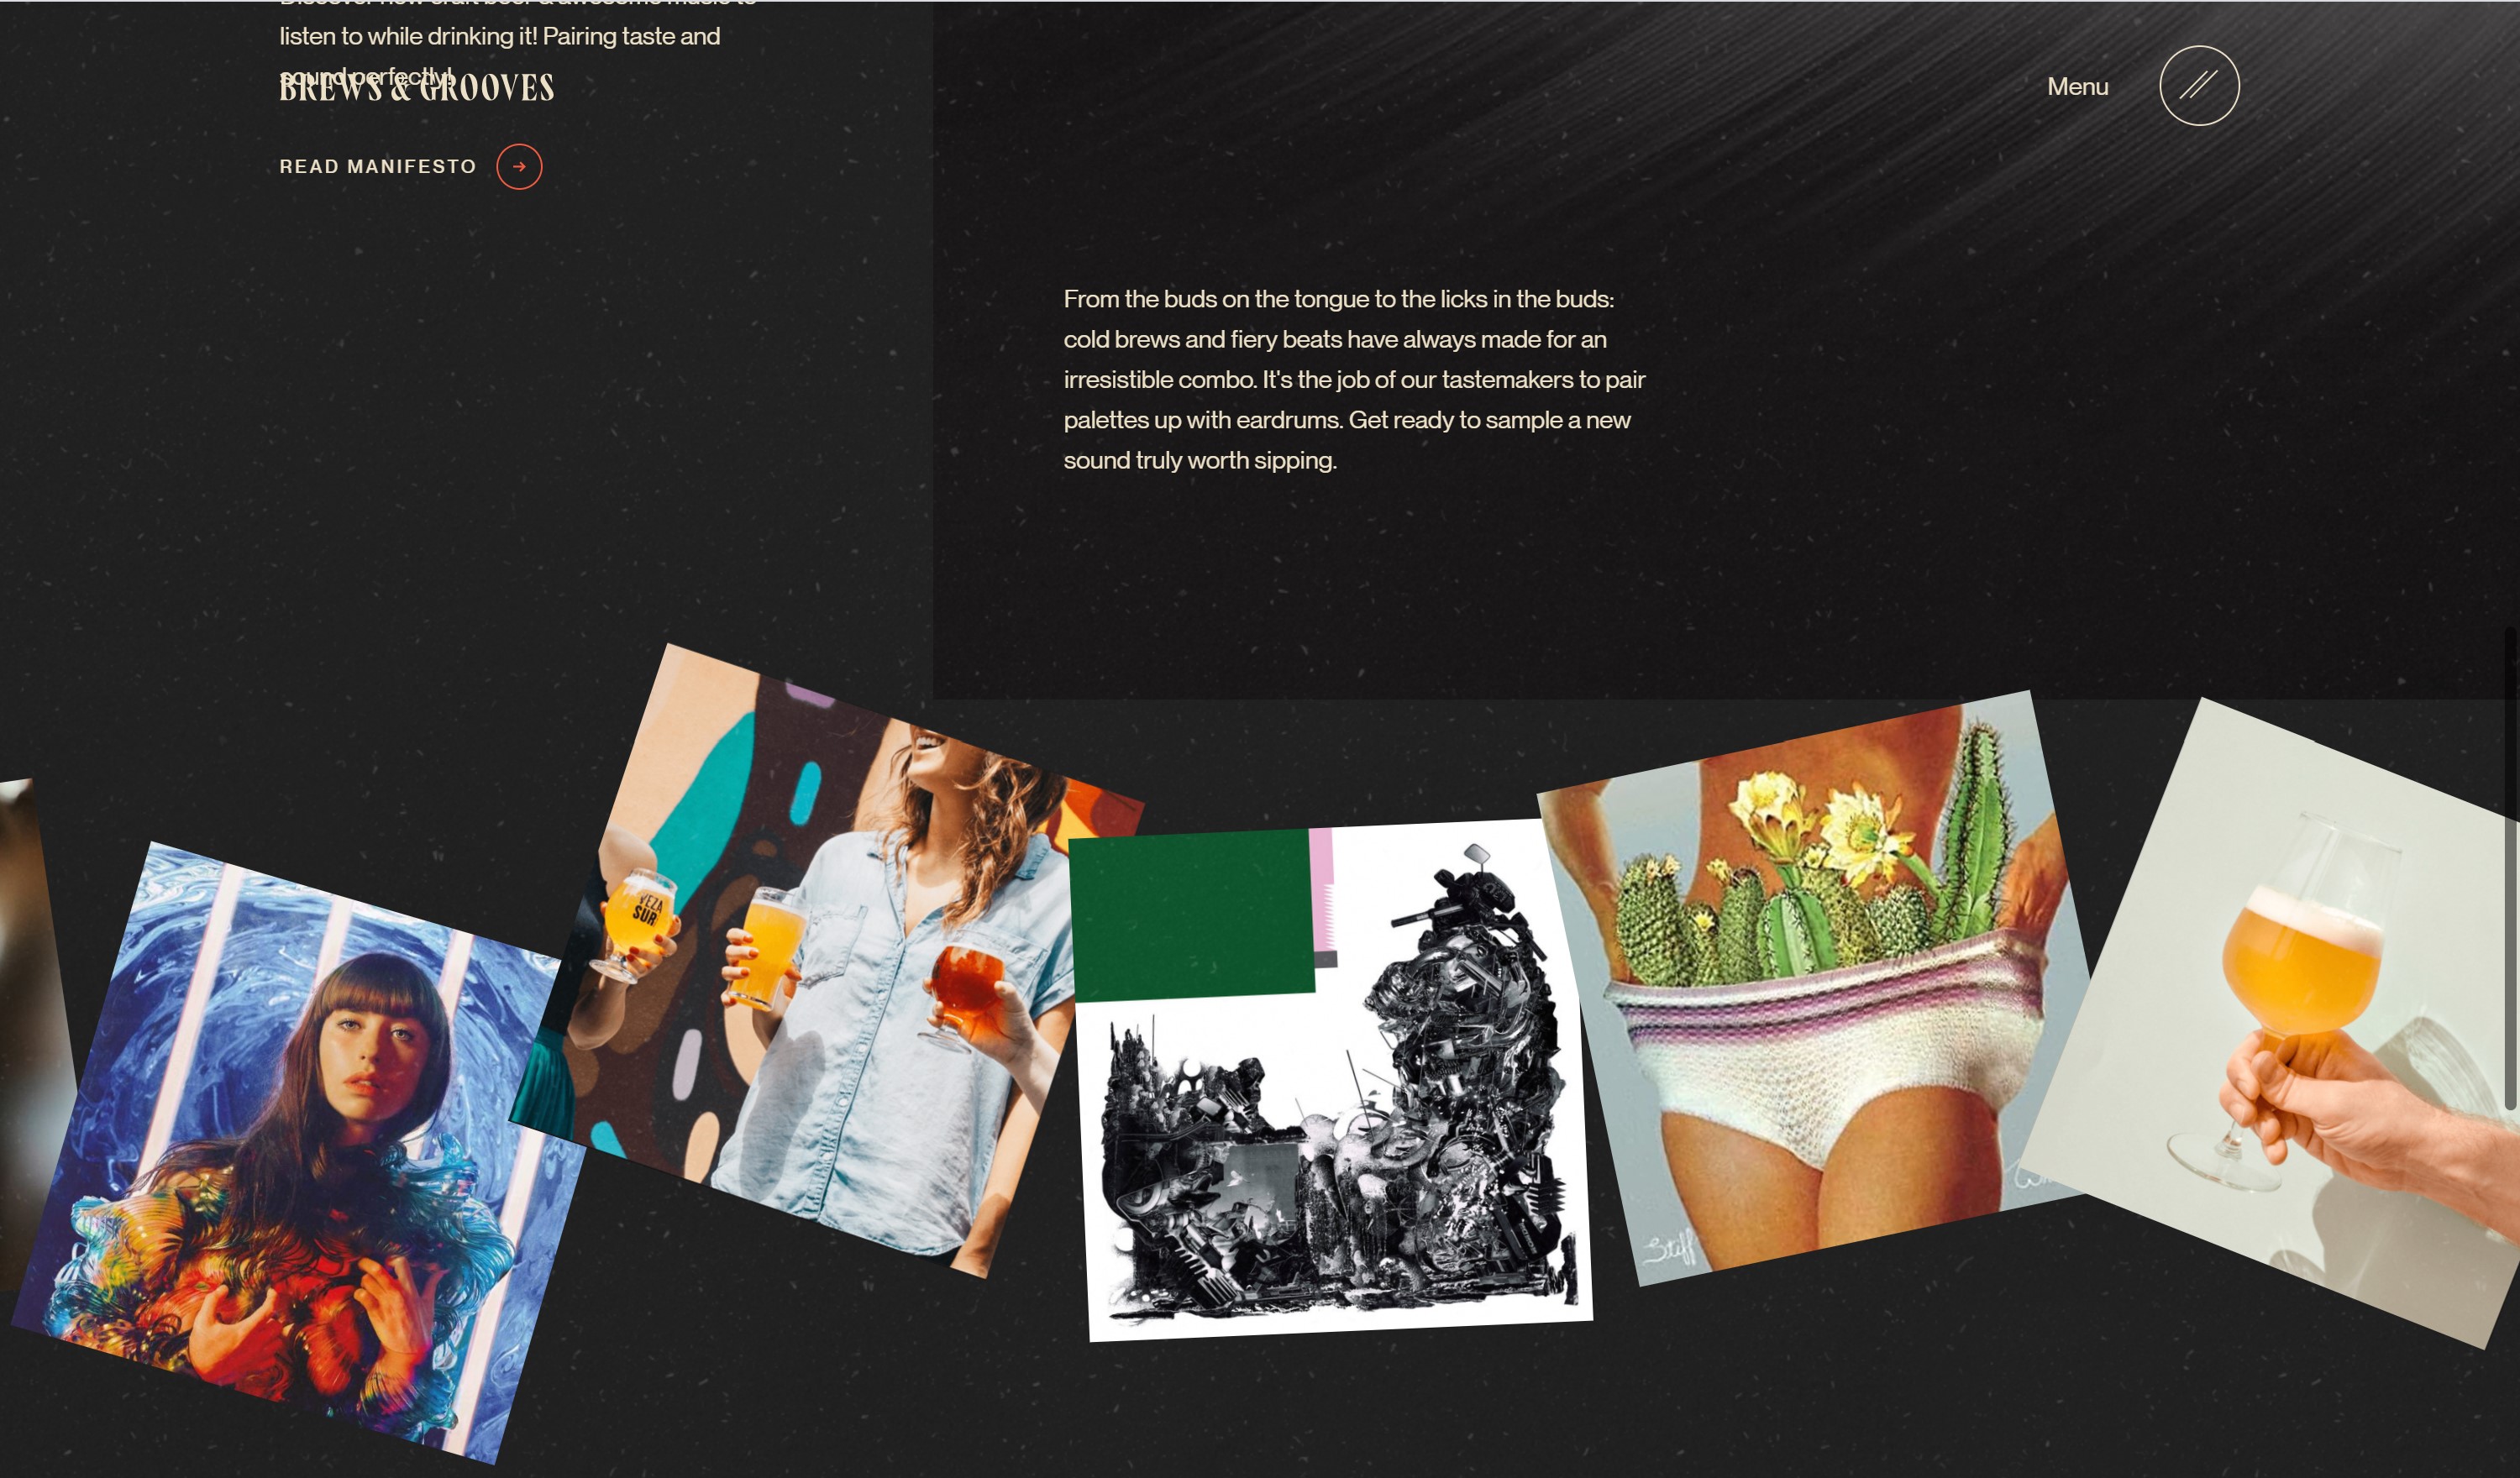 listen to while drinking it! Pairing taste and
sound perfectly!
BREWS & GROOVES
Menu
READ MANIFESTO
From the buds on the tongue to the licks in the buds:
cold brews and fiery beats have always made for an
irresistible combo. It's the job of our tastemakers to pair
palettes up with eardrums. Get ready to sample a new
sound truly worth sipping.
VEZA
SUR
Stiff